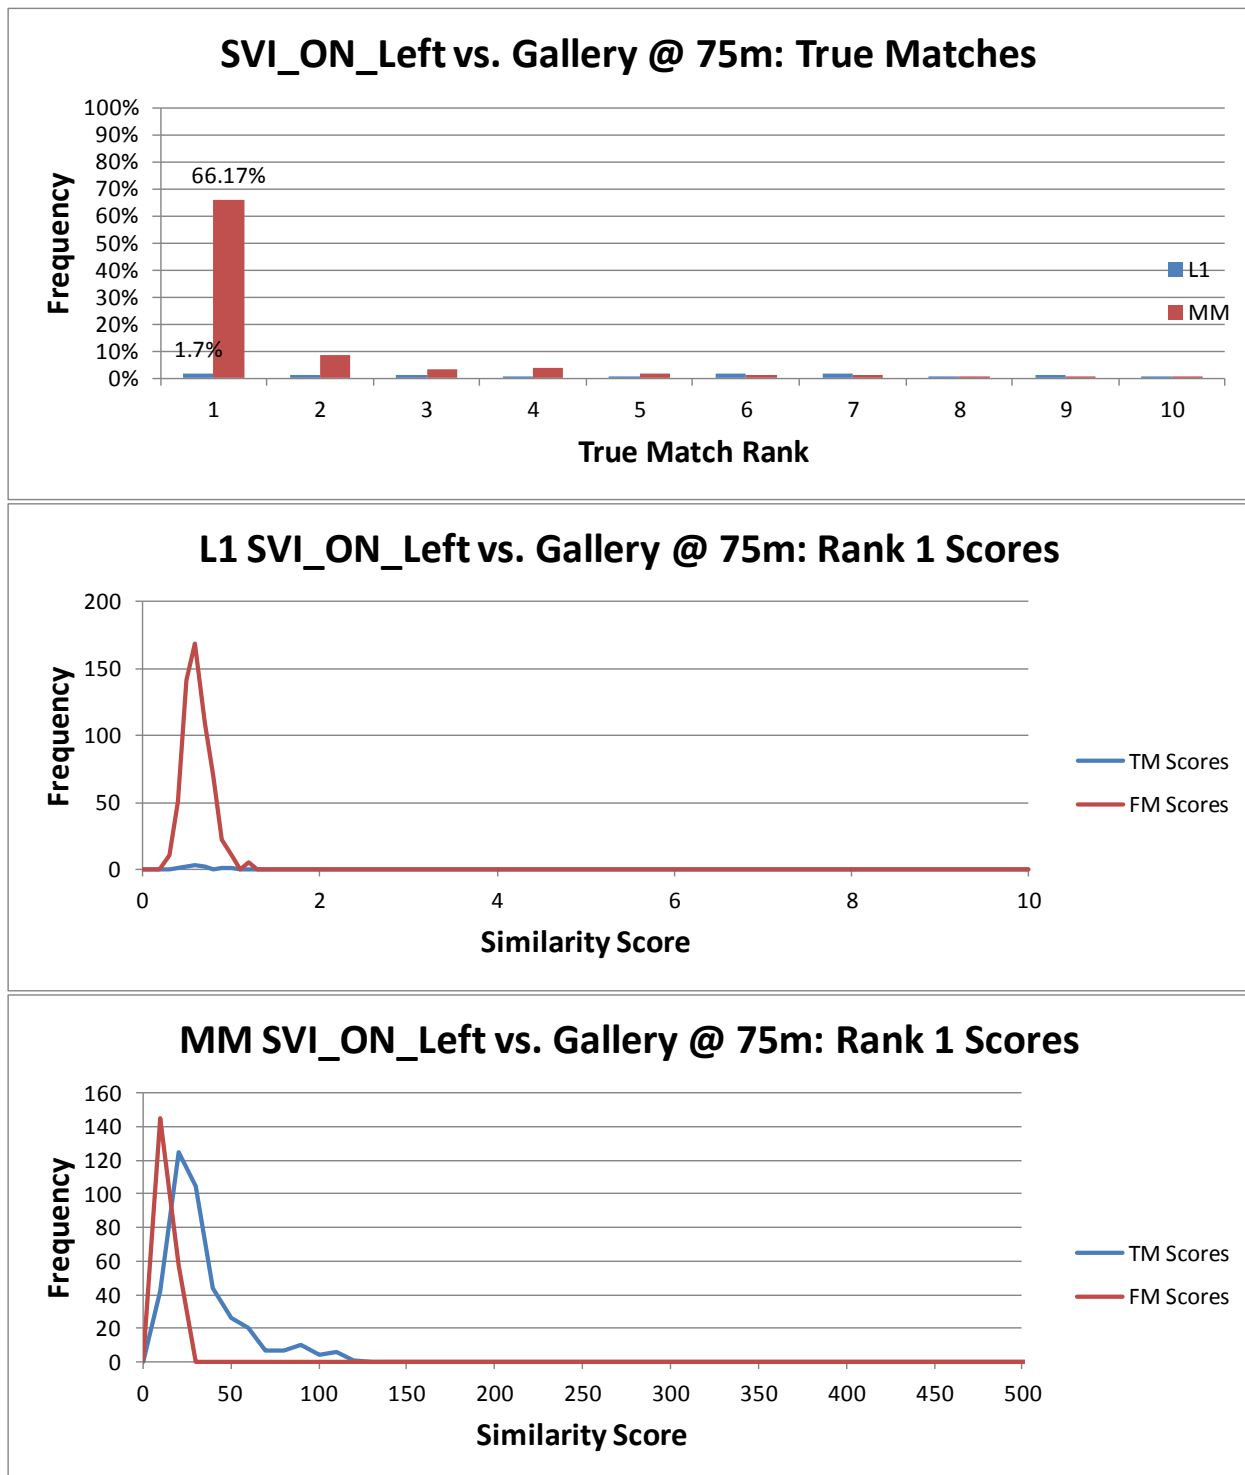 SVI_ON_Left vs. Gallery @ 75m: True Matches
100%
90%
80%
70%
60%
50%
40%
30%
20%
10%
0%
Frequency
66.17%
1.7%
L1
MM
1 2 3 4 5 6 7 8 9 10
True Match Rank
L1 SVI_ON_Left vs. Gallery @ 75m: Rank 1 Scores
200
150
100
50
0
Frequency
TM Scores
FM Scores
0 2 4 6 8 10
Similarity Score
MM SVI_ON_Left vs. Gallery @ 75m: Rank 1 Scores
160
140
120
100
80
60
40
20
0
Frequency
TM Scores
FM Scores
0 50 100 150 200 250 300 350 400 450 500
Similarity Score